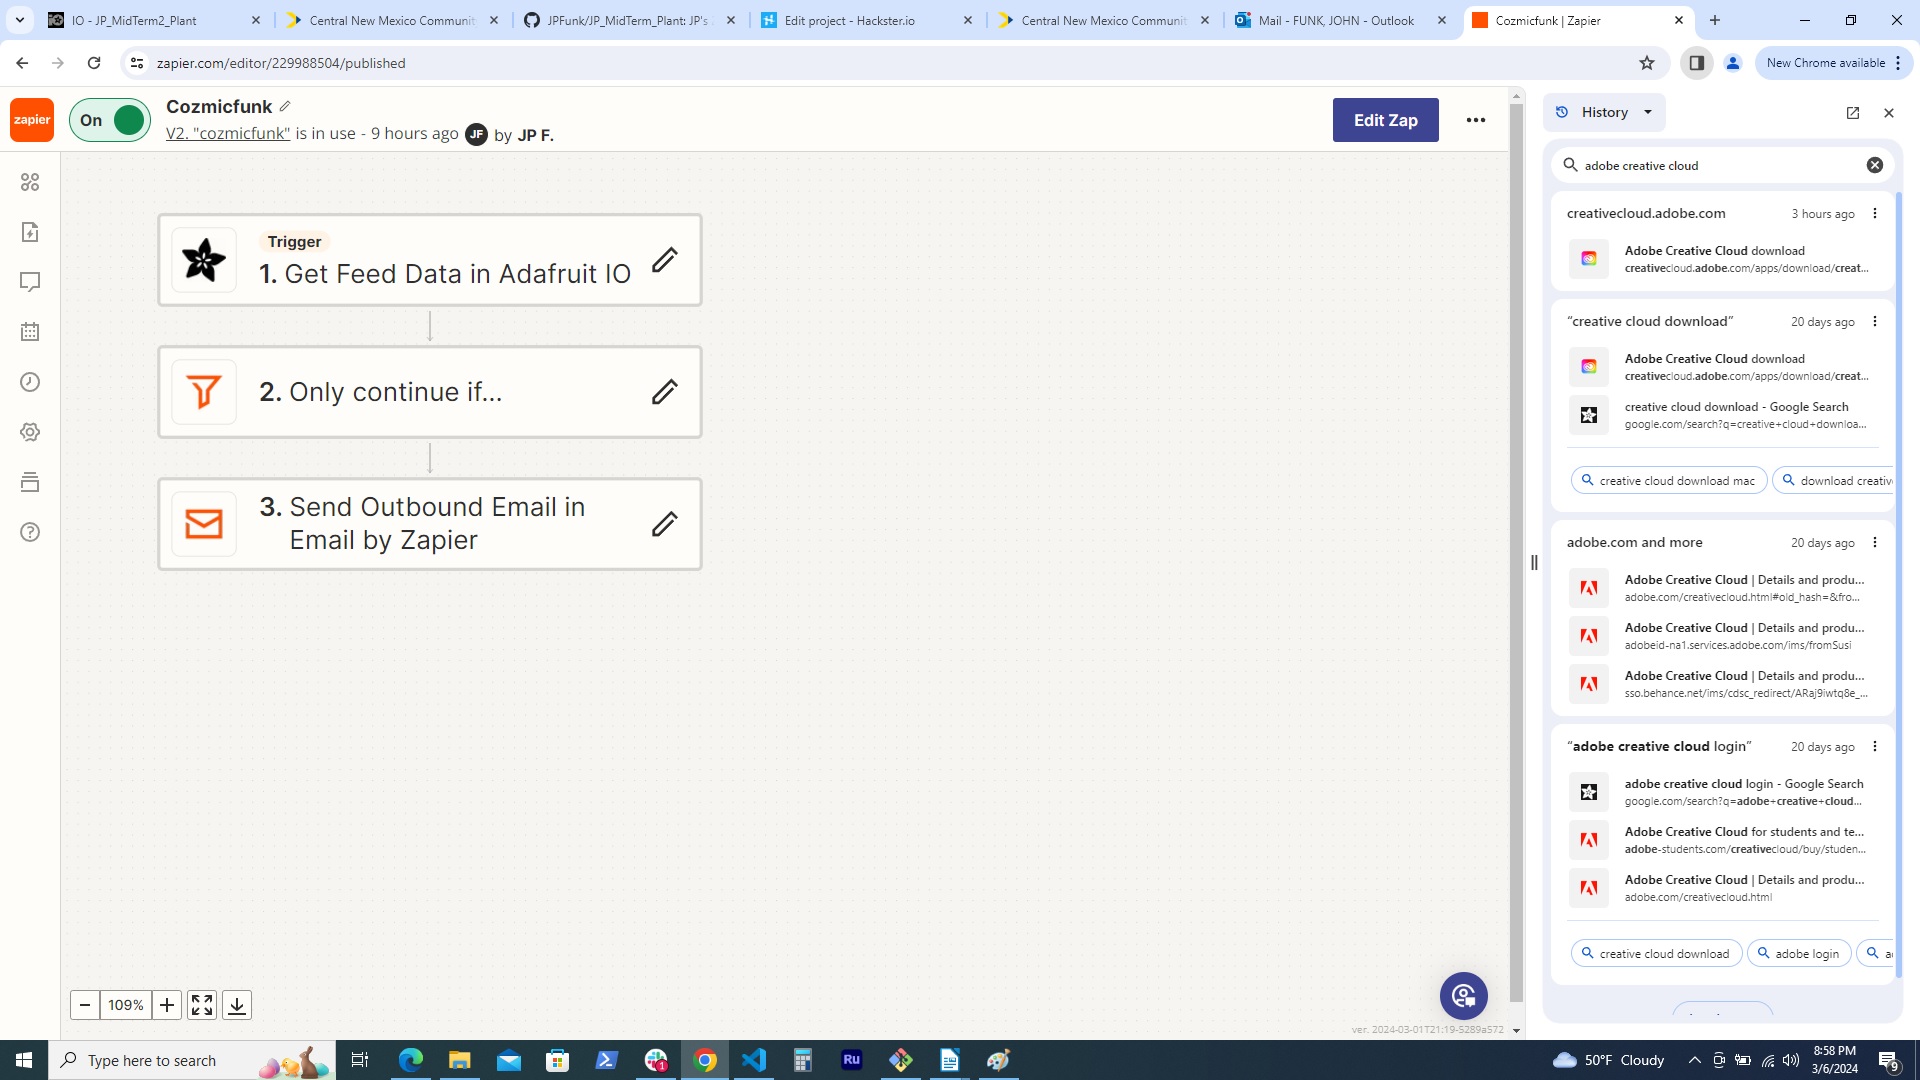 IO - JP_MidTerm2_Plant
Central New Mexico Communit
JPFunk/JP_MidTerm_Plant: JP's
Edit project - Hackster.io
Central New Mexico Communit
Mail - FUNK, JOHN - Outlook
Cozmicfunk | Zapier
zapier.com/editor/229988504/published
New Chrome available
zapier
On
Cozmicfunk
V2. "cozmicfunk" is in use - 9 hours ago JF by JP F.
Edit Zap
Trigger
1. Get Feed Data in Adafruit IO
2. Only continue if...
3. Send Outbound Email in
Email by Zapier
109%
ver. 2024-03-01T21:19-5289a572
History
adobe creative cloud
creativecloud.adobe.com 3 hours ago
Adobe Creative Cloud download
creativecloud.adobe.com/apps/download/creat...
“creative cloud download” 20 days ago
Adobe Creative Cloud download
creativecloud.adobe.com/apps/download/creat...
creative cloud download - Google Search
google.com/search?q=creative+cloud+downloa...
creative cloud download mac
download creativ
adobe.com and more 20 days ago
Adobe Creative Cloud | Details and produ...
adobe.com/creativecloud.html#old_hash=&fro...
Adobe Creative Cloud | Details and produ...
adobeid-na1.services.adobe.com/ims/fromSusi
Adobe Creative Cloud | Details and produ...
sso.behance.net/ims/cdsc_redirect/ARaj9iwtq8e_...
“adobe creative cloud login” 20 days ago
adobe creative cloud login - Google Search
google.com/search?q=adobe+creative+cloud...
Adobe Creative Cloud for students and te...
adobe-students.com/creativecloud/buy/studen...
Adobe Creative Cloud | Details and produ...
adobe.com/creativecloud.html
creative cloud download
adobe login
Type here to search
1
Ru
50°F Cloudy
8:58 PM
3/6/2024
9